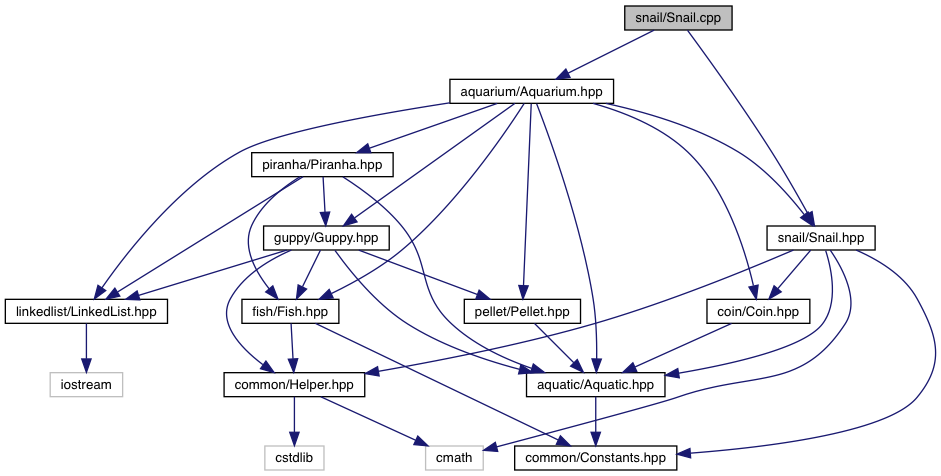 snail/Snail.cpp
aquarium/Aquarium.hpp
piranha/Piranha.hpp
guppy/Guppy.hpp
snail/Snail.hpp
linkedlist/LinkedList.hpp
fish/Fish.hpp
pellet/Pellet.hpp
coin/Coin.hpp
iostream
common/Helper.hpp
aquatic/Aquatic.hpp
cstdlib
cmath
common/Constants.hpp